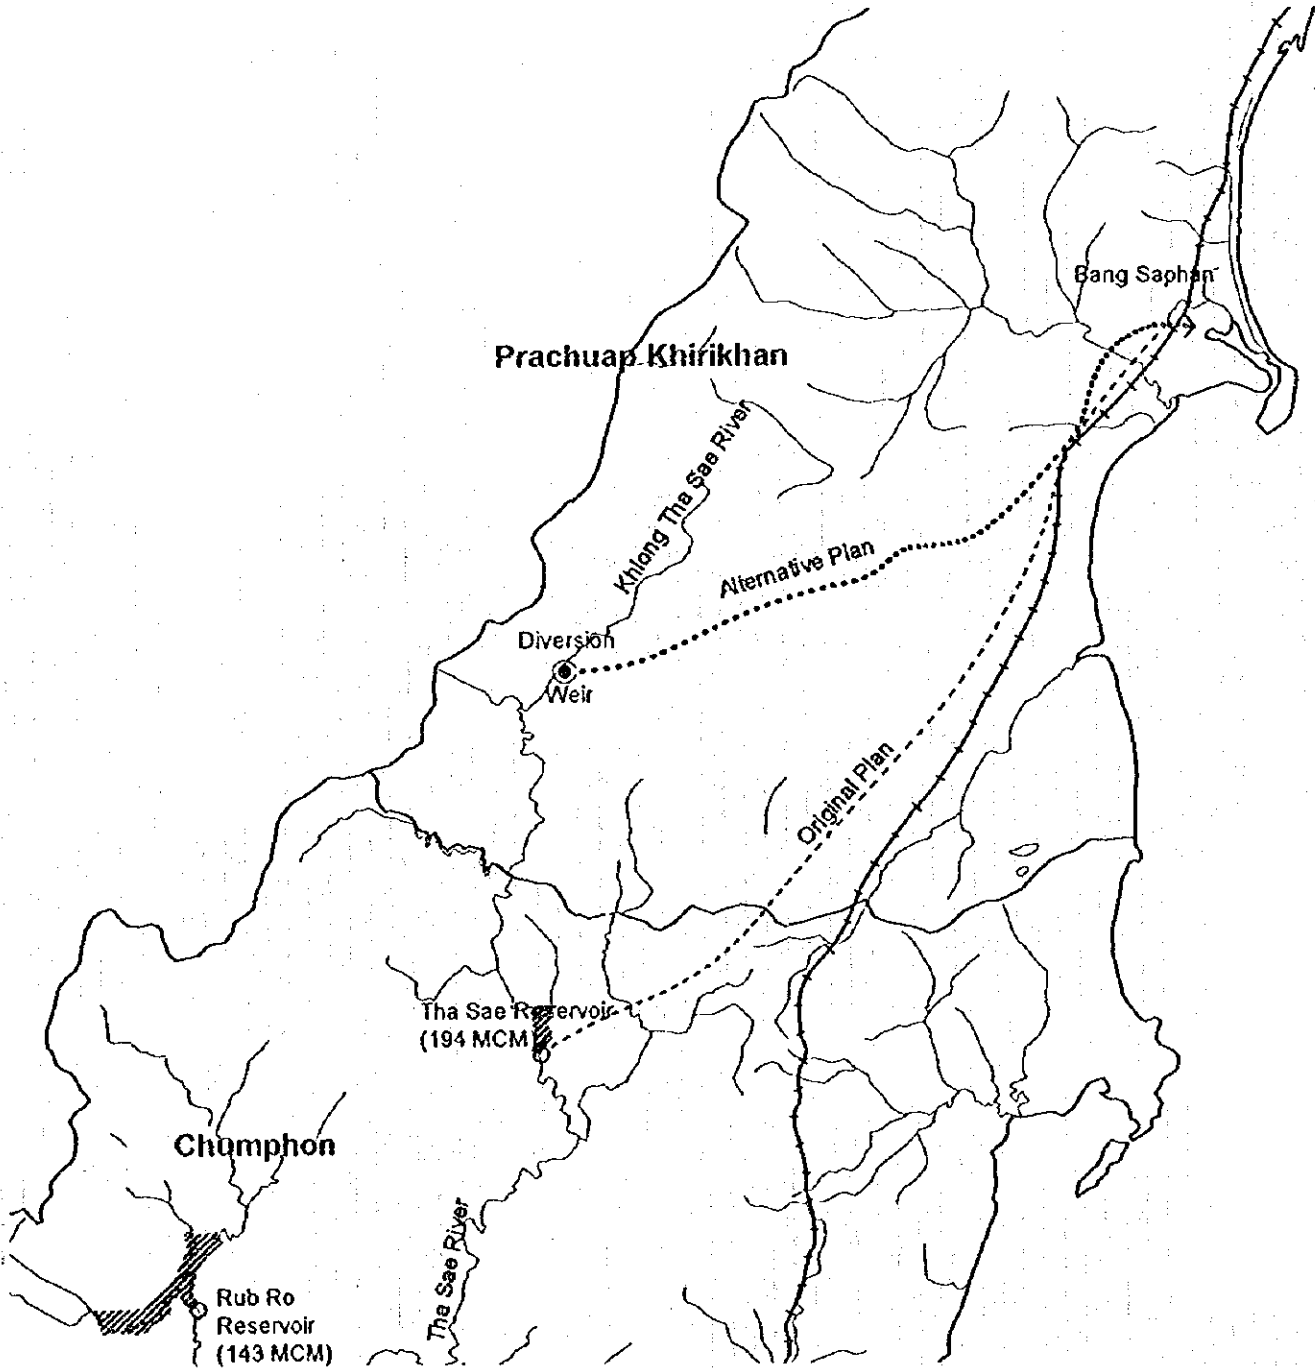 Bang Saphan
Prachuap Khirikhan
Khlong Tha Sae River
Alternative Plan
Diversion
Weir
Original Plan
Tha Sae Reservoir
(194 MCM)
Chumphon
Tha Sae River
Rub Ro
Reservoir
(143 MCM)